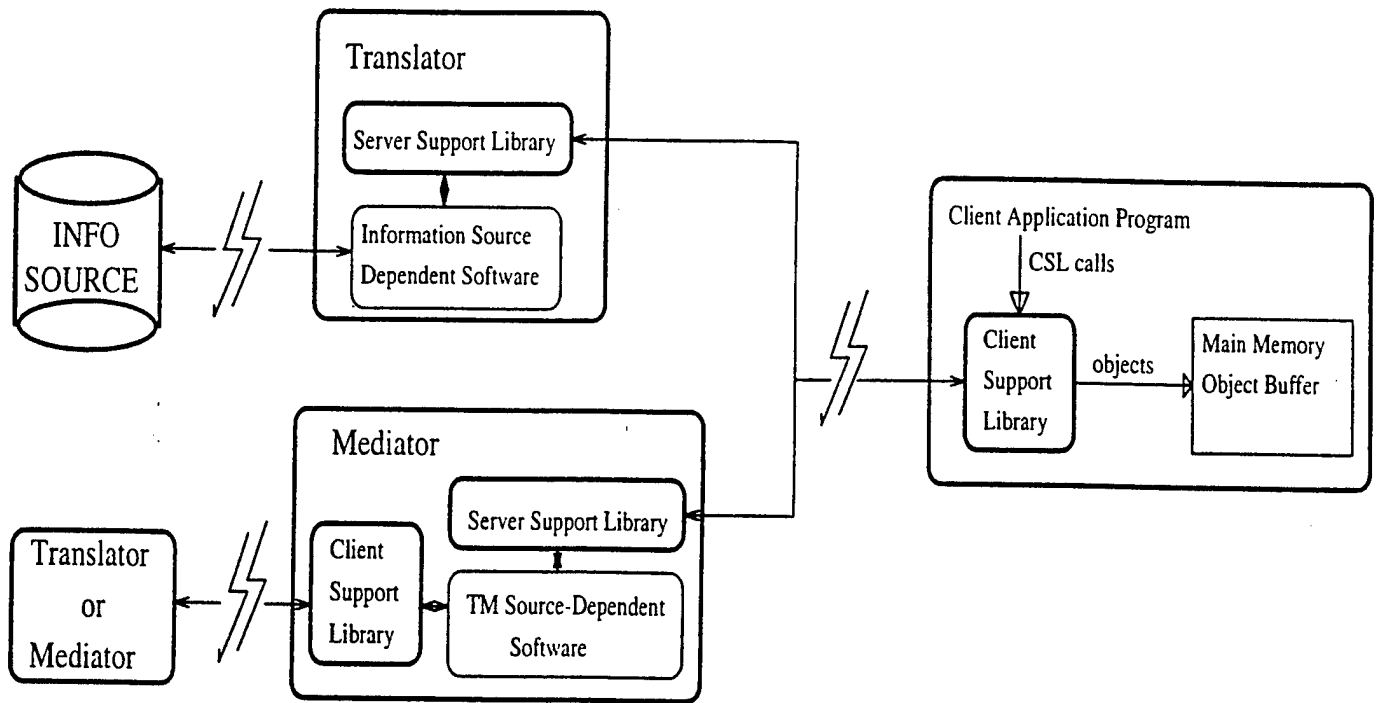 Translator
Server Support Library
Information Source
Dependent Software
INFO
SOURCE
Client Application Program
CSL calls
Client
Support
Library
objects
Main Memory
Object Buffer
Mediator
Server Support Library
Client
Support
Library
TM Source-Dependent
Software
Translator
or
Mediator